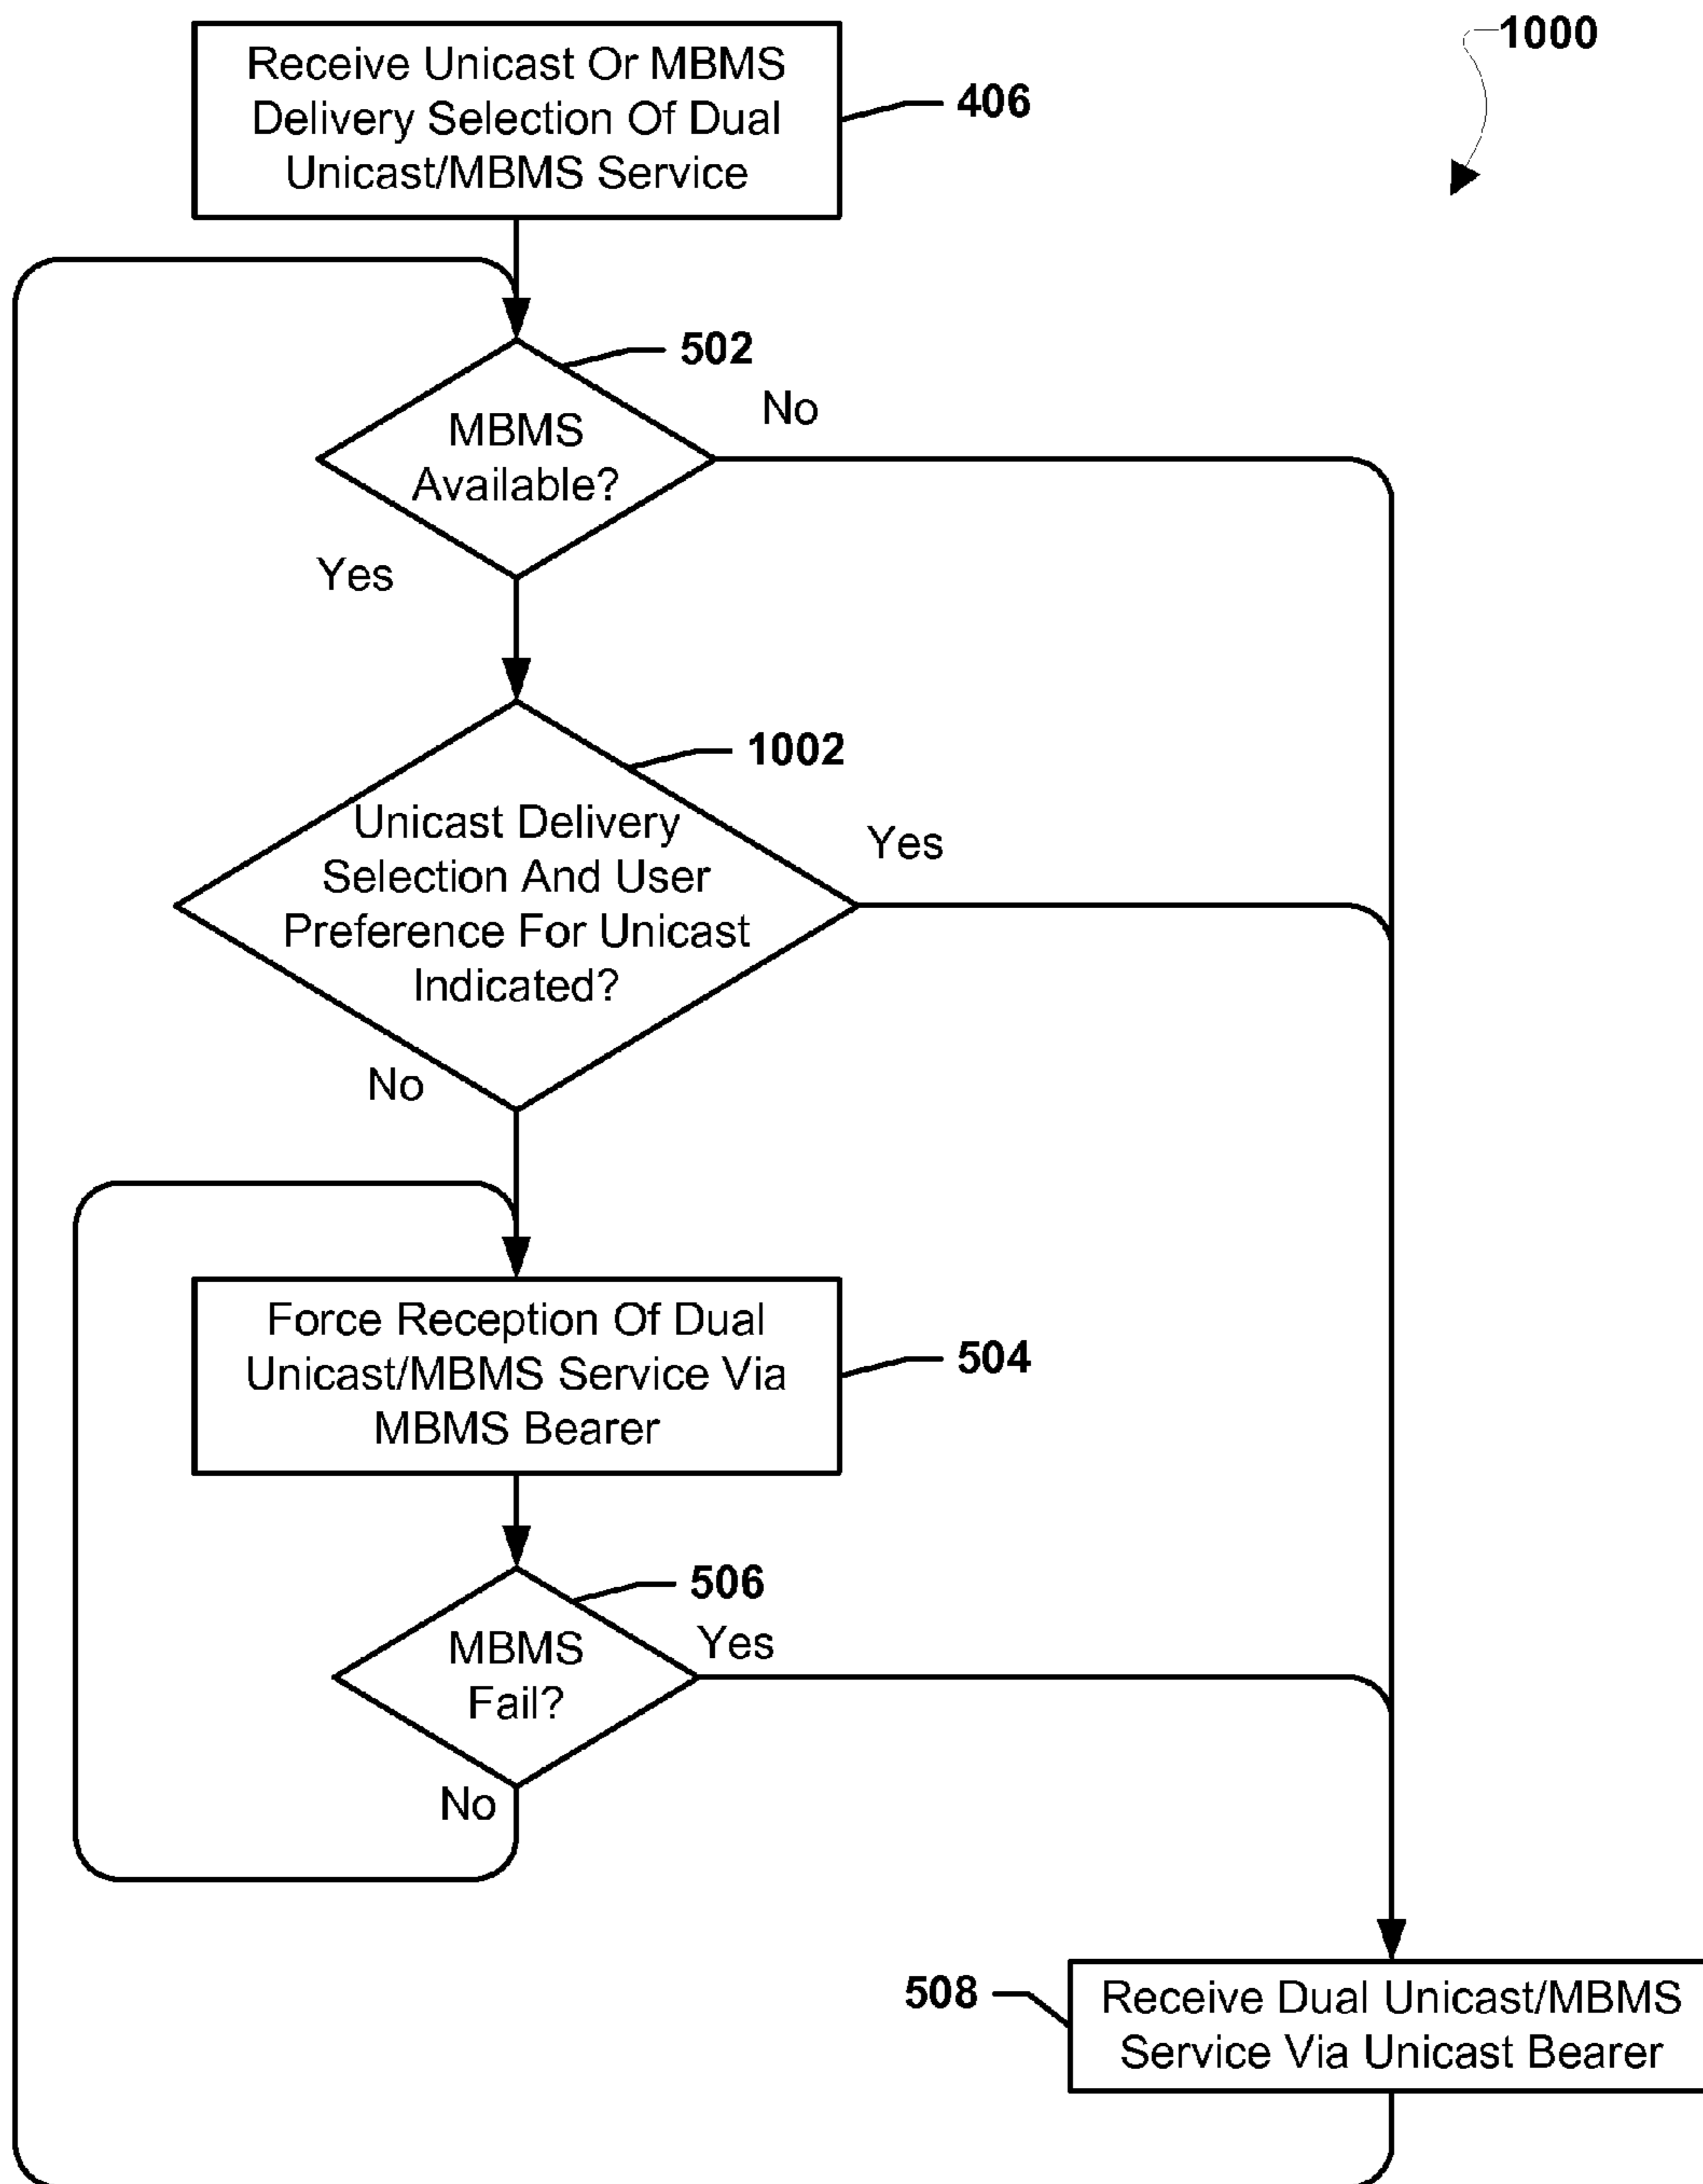 1000
Receive Unicast Or MBMS
Delivery Selection Of Dual
Unicast/MBMS Service
406
502
MBMS
Available?
No
Yes
1002
Unicast Delivery
Selection And User
Preference For Unicast
Indicated?
Yes
No
Force Reception Of Dual
Unicast/MBMS Service Via
MBMS Bearer
504
506
MBMS
Fail?
Yes
No
508
Receive Dual Unicast/MBMS
Service Via Unicast Bearer